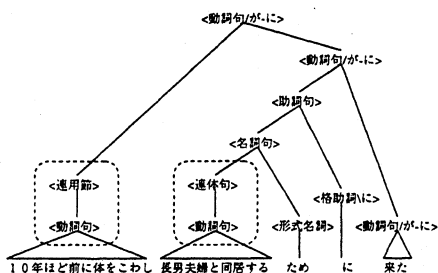 <動詞句/が-に>
<動詞句/が-に>
<助詞句>
<名詞句>
<連用節> <連体句> <格助詞\に>
<動詞句> <動詞句> <形式名詞> <動詞句/が-に>
１０年ほど前に体をこわし 長男夫婦と同居する ため に 来た